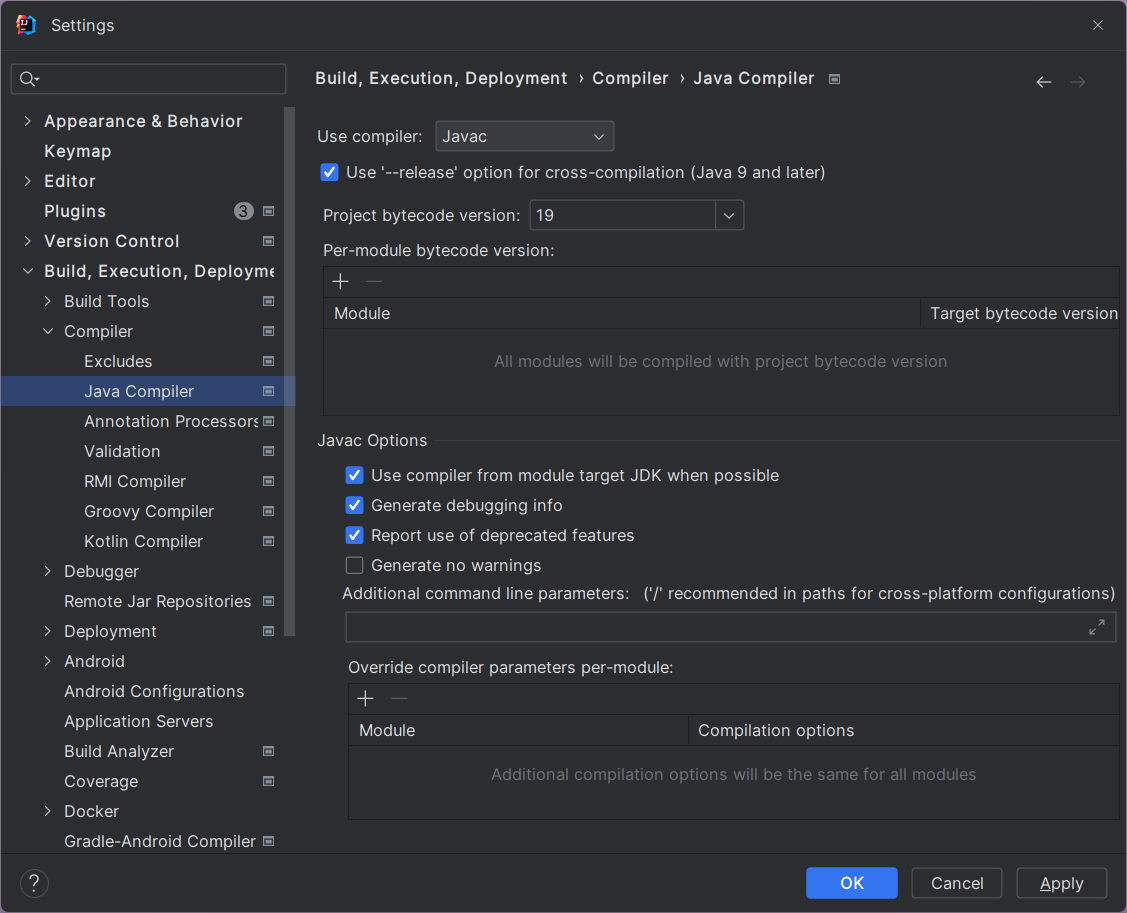 Settings
Build, Execution, Deployment › Compiler › Java Compiler
Appearance & Behavior
Keymap
Editor
Plugins 3
Version Control
Build, Execution, Deployme
Build Tools
Compiler
Excludes
Java Compiler
Annotation Processors
Validation
RMI Compiler
Groovy Compiler
Kotlin Compiler
Debugger
Remote Jar Repositories
Deployment
Android
Android Configurations
Application Servers
Build Analyzer
Coverage
Docker
Gradle-Android Compiler
Use compiler: Javac
Use '--release' option for cross-compilation (Java 9 and later)
Project bytecode version: 19
Per-module bytecode version:
Module Target bytecode version
All modules will be compiled with project bytecode version
Javac Options
Use compiler from module target JDK when possible
Generate debugging info
Report use of deprecated features
Generate no warnings
Additional command line parameters: ('/' recommended in paths for cross-platform configurations)
Override compiler parameters per-module:
Module Compilation options
Additional compilation options will be the same for all modules
? OK Cancel Apply